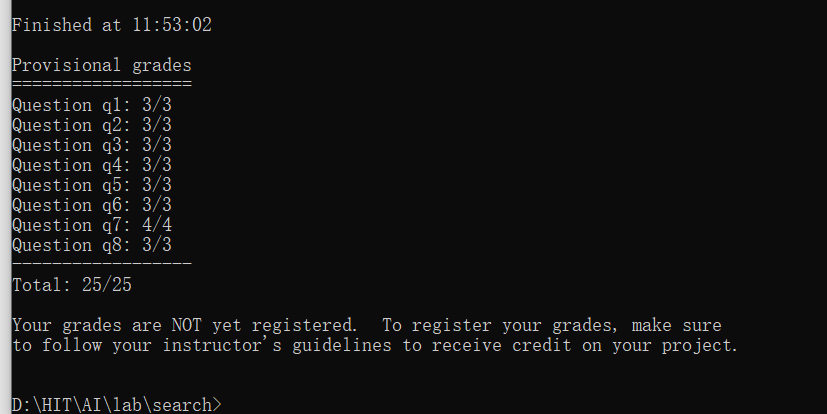 Finished at 11:53:02
Provisional grades
==================
Question q1: 3/3
Question q2: 3/3
Question q3: 3/3
Question q4: 3/3
Question q5: 3/3
Question q6: 3/3
Question q7: 4/4
Question q8: 3/3
------------------
Total: 25/25
Your grades are NOT yet registered.  To register your grades, make sure
to follow your instructor's guidelines to receive credit on your project.
D:\HIT\AI\lab\search>